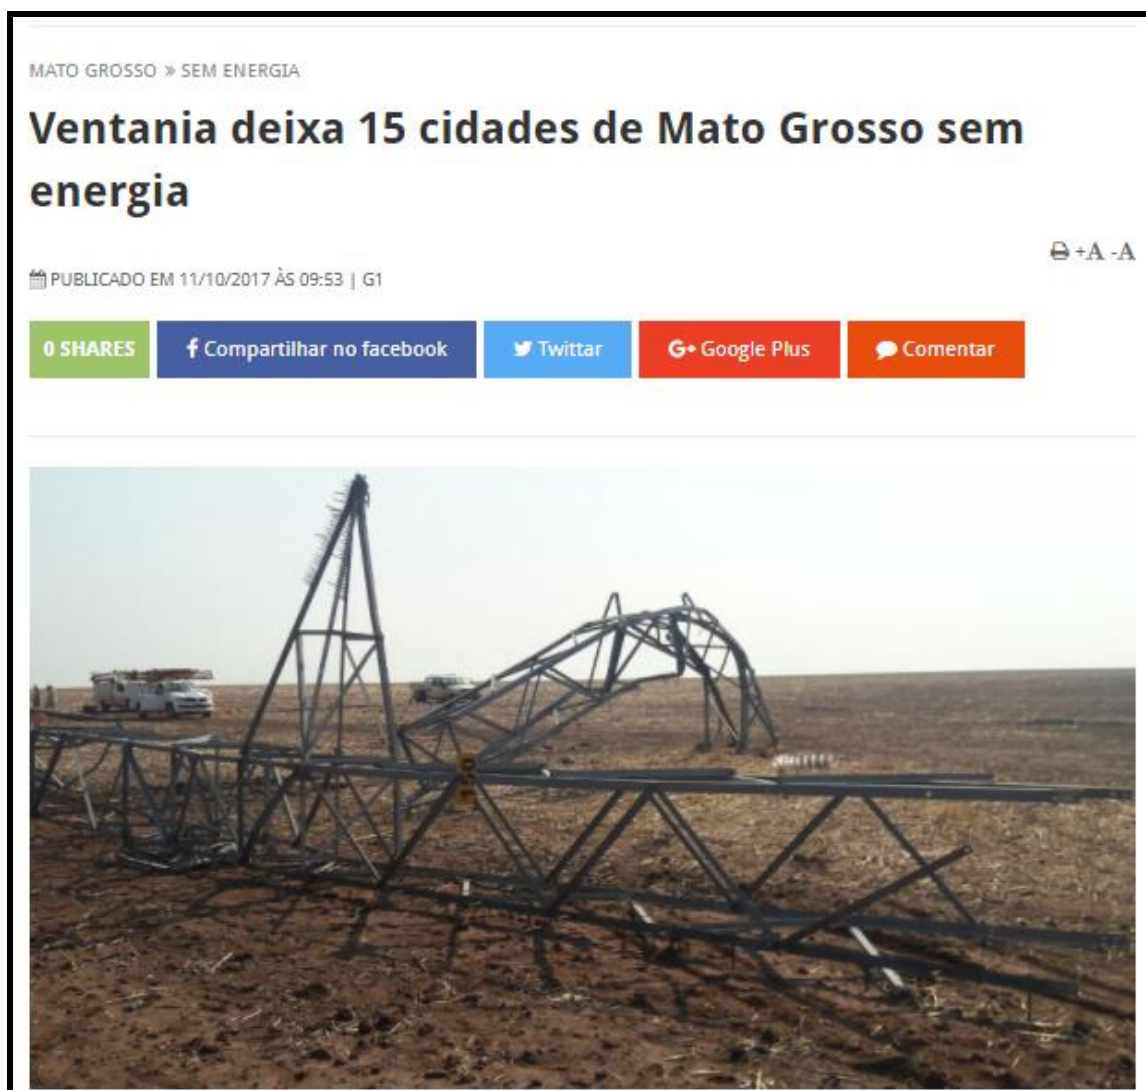 MATO GROSSO » SEM ENERGIA
Ventania deixa 15 cidades de Mato Grosso sem
energia
+A -A
PUBLICADO EM 11/10/2017 ÀS 09:53 | G1
0 SHARES f Compartilhar no facebook Twittar G+ Google Plus Comentar